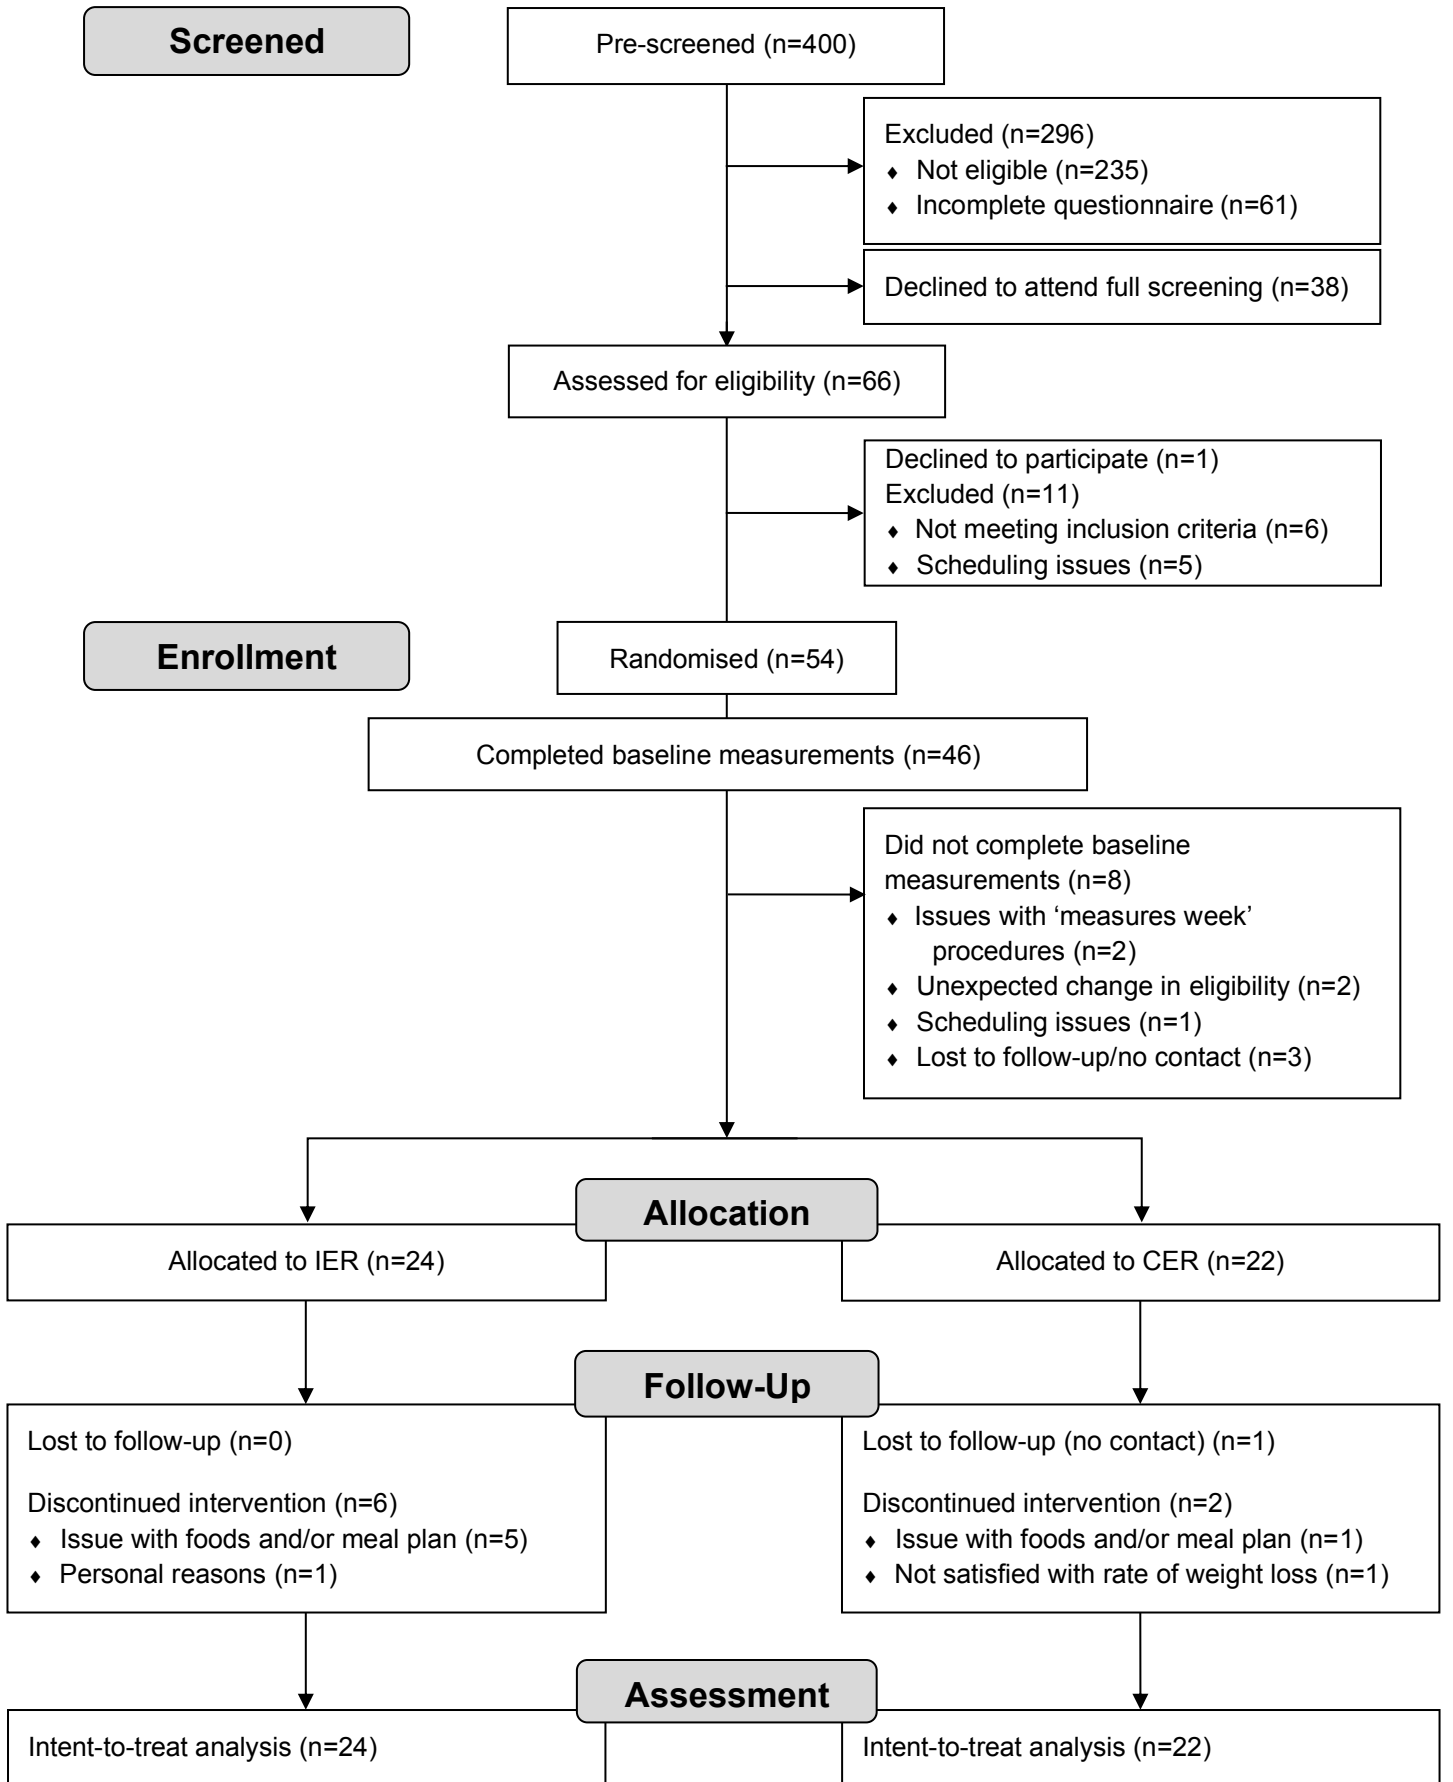 Screened
Pre-screened (n=400)
Excluded (n=296)
♦ Not eligible (n=235)
♦ Incomplete questionnaire (n=61)
Declined to attend full screening (n=38)
Assessed for eligibility (n=66)
Declined to participate (n=1)
Excluded (n=11)
♦ Not meeting inclusion criteria (n=6)
♦ Scheduling issues (n=5)
Enrollment
Randomised (n=54)
Completed baseline measurements (n=46)
Did not complete baseline
measurements (n=8)
♦ Issues with ‘measures week’
procedures (n=2)
♦ Unexpected change in eligibility (n=2)
♦ Scheduling issues (n=1)
♦ Lost to follow-up/no contact (n=3)
Allocation
Allocated to IER (n=24)
Allocated to CER (n=22)
Follow-Up
Lost to follow-up (n=0)
Discontinued intervention (n=6)
♦ Issue with foods and/or meal plan (n=5)
♦ Personal reasons (n=1)
Lost to follow-up (no contact) (n=1)
Discontinued intervention (n=2)
♦ Issue with foods and/or meal plan (n=1)
♦ Not satisfied with rate of weight loss (n=1)
Assessment
Intent-to-treat analysis (n=24)
Intent-to-treat analysis (n=22)